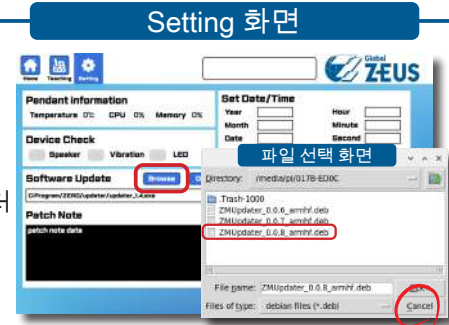 Setting 화면
Home Teaching Setting
Global
ZEUS
Pendant information
Temperature 0℃ CPU 0% Memory 0%
Set Date/Time
Year Hour
Month Minute
Date Second
Device Check
Speaker Vibration LED
파일 선택 화면
Software Update Browse
Directory: /media/pi/017B-ED0C
C:Program/ZERO/updater/updater_1.4.exe
.Trash-1000
ZMUpdater_0.0.6_armhf.deb
ZMUpdater_0.0.7_armhf.deb
ZMUpdater_0.0.8_armhf.deb
Patch Note
patch note data
File name: ZMUpdater_0.0.8_armhf.deb
Files of type: debian files (*.deb) Cancel